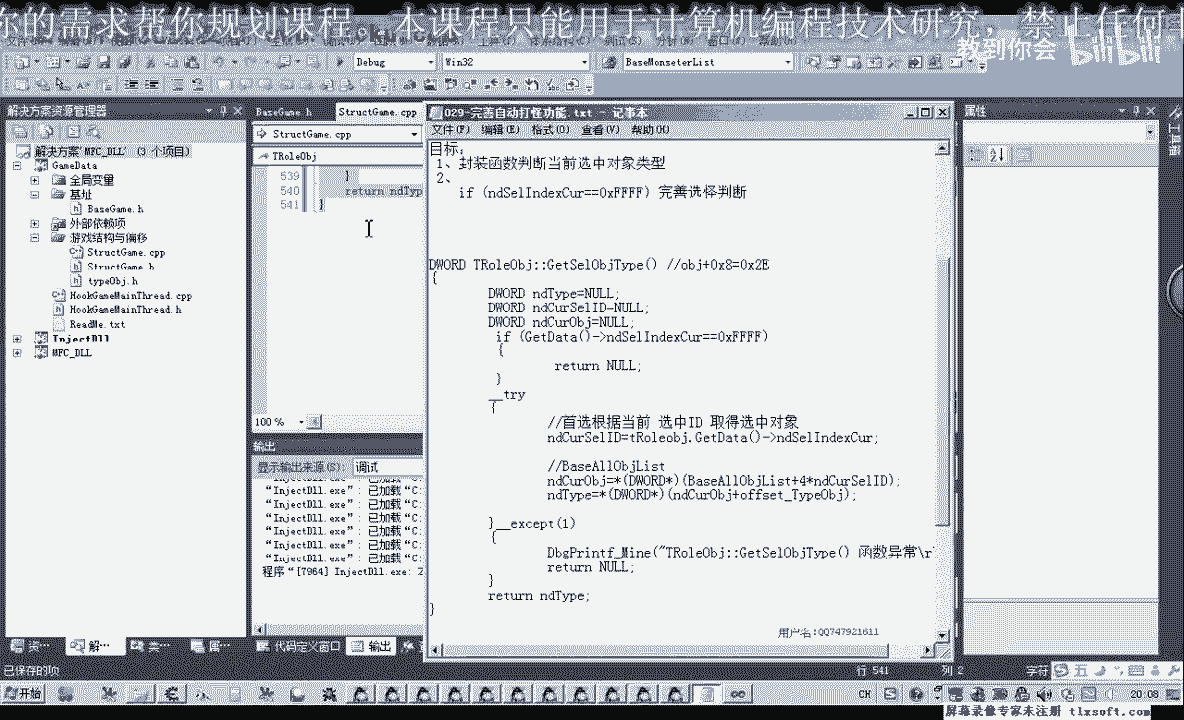 你的需求帮你规划课程 本课程只能用于计算机编程技术研究，禁止任何
教到你会 bilibili
Debug Win32 BaseMonseterList
解决方案资源管理器
解决方案'MFC_DLL' (3 个项目)
GameData
全局变量
基址
BaseGame.h
外部依赖项
游戏结构与偏移
StructGame.cpp
StructGame.h
typeObj.h
HookGameMainThread.cpp
HookGameMainThread.h
ReadMe.txt
InjectDll
MFC_DLL
BaseGame.h StructGame.cpp
StructGame.cpp
TRoleObj
539 }
540 return ndTyp
541 }
100 %
输出
显示输出来源(S): 调试
“InjectDll.exe”: 已加载“C:
“InjectDll.exe”: 已加载“C:
“InjectDll.exe”: 已加载“C:
“InjectDll.exe”: 已加载“C:
“InjectDll.exe”: 已加载“C:
“InjectDll.exe”: 已加载“C:
程序“[7964] InjectDll.exe: 2
代码定义窗口 输出
029-完善自动打怪功能.txt - 记事本
文件(F) 编辑(E) 格式(O) 查看(V) 帮助(H)
目标：
1、封装函数判断当前选中对象类型
2、
if (ndSelIndexCur==0xFFFF) 完善选怪判断
DWORD TRoleObj::GetSelObjType() //obj+0x8=0x2E
{
DWORD ndType=NULL;
DWORD ndCurSelID=NULL;
DWORD ndCurObj=NULL;
if (GetData()->ndSelIndexCur==0xFFFF)
{
return NULL;
}
__try
{
//首选根据当前 选中ID 取得选中对象
ndCurSelID=tRoleobj.GetData()->ndSelIndexCur;
//BaseAllObjList
ndCurObj=*(DWORD*)(BaseAllObjList+4*ndCurSelID);
ndType=*(DWORD*)(ndCurObj+offset_TypeObj);
}__except(1)
{
DbgPrintf_Mine("TRoleObj::GetSelObjType() 函数异常\r
return NULL;
}
return ndType;
}
用户名:QQ747921611
属性
已保存的项 行 541 列 2 字符
开始 CH 20:08
屏幕录像专家未注册 tlxsoft.com